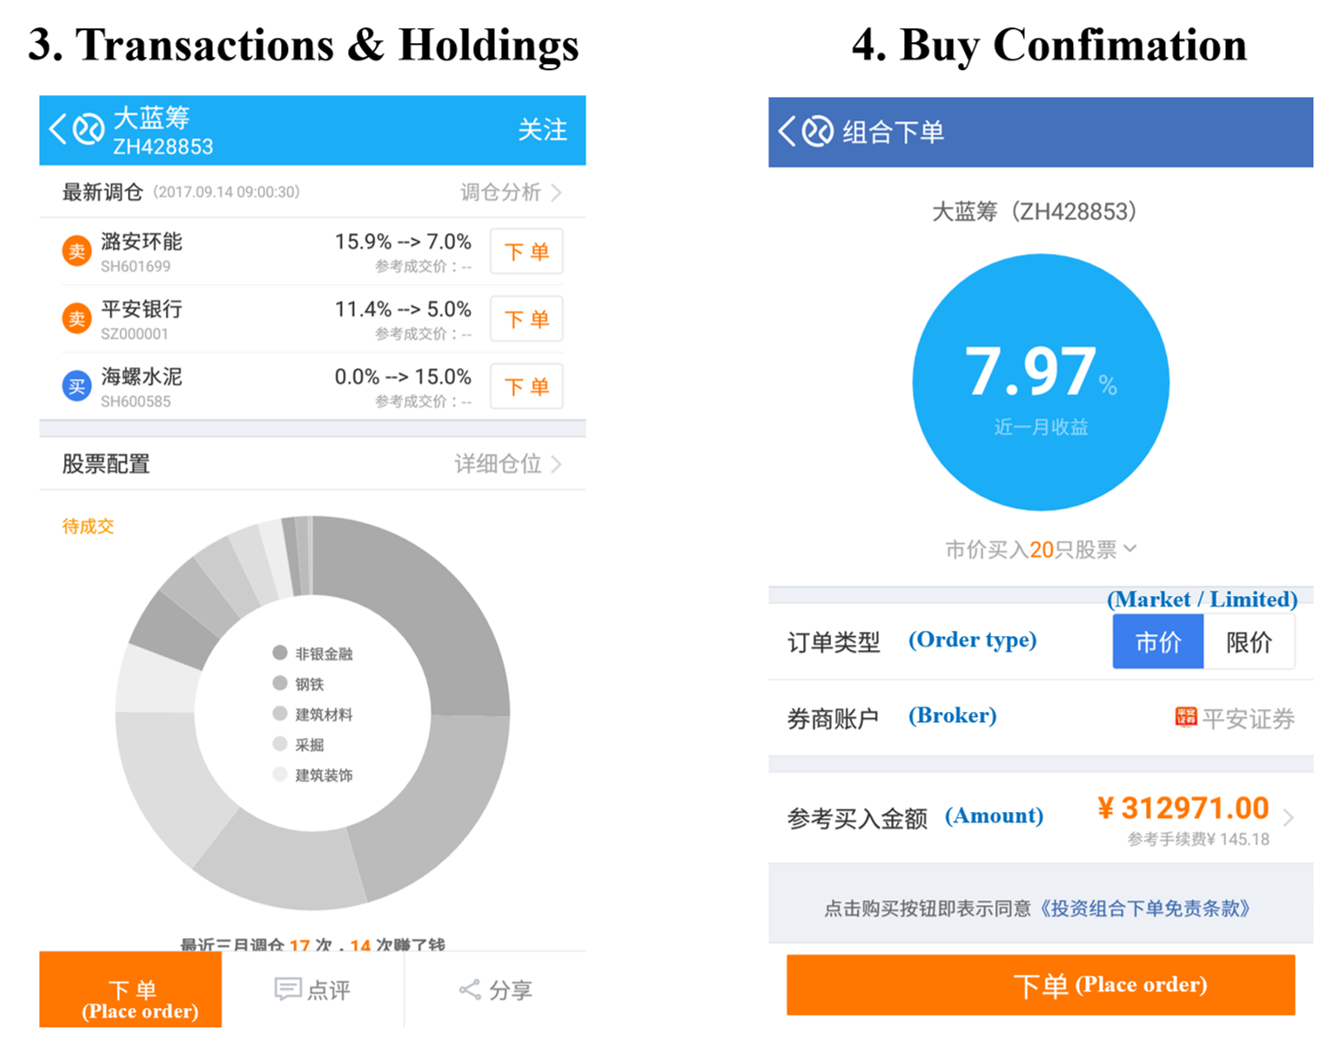 3. Transactions & Holdings
大蓝筹
ZH428853
关注
最新调仓 (2017.09.14 09:00:30)
调仓分析
卖 潞安环能 15.9% --> 7.0% 下 单
SH601699 参考成交价：--
卖 平安银行 11.4% --> 5.0% 下 单
SZ000001 参考成交价：--
买 海螺水泥 0.0% --> 15.0% 下 单
SH600585 参考成交价：--
股票配置 详细仓位
待成交
非银金融
钢铁
建筑材料
采掘
建筑装饰
最近三月调仓 17 次，14 次赚了钱
下 单
(Place order)
点评
分享
4. Buy Confimation
组合下单
大蓝筹（ZH428853）
7.97%
近一月收益
市价买入20只股票
(Market / Limited)
订单类型 (Order type) 市价 限价
券商账户 (Broker) 平安证券 平安证券
参考买入金额 (Amount) ¥ 312971.00
参考手续费¥ 145.18
点击购买按钮即表示同意《投资组合下单免责条款》
下单 (Place order)